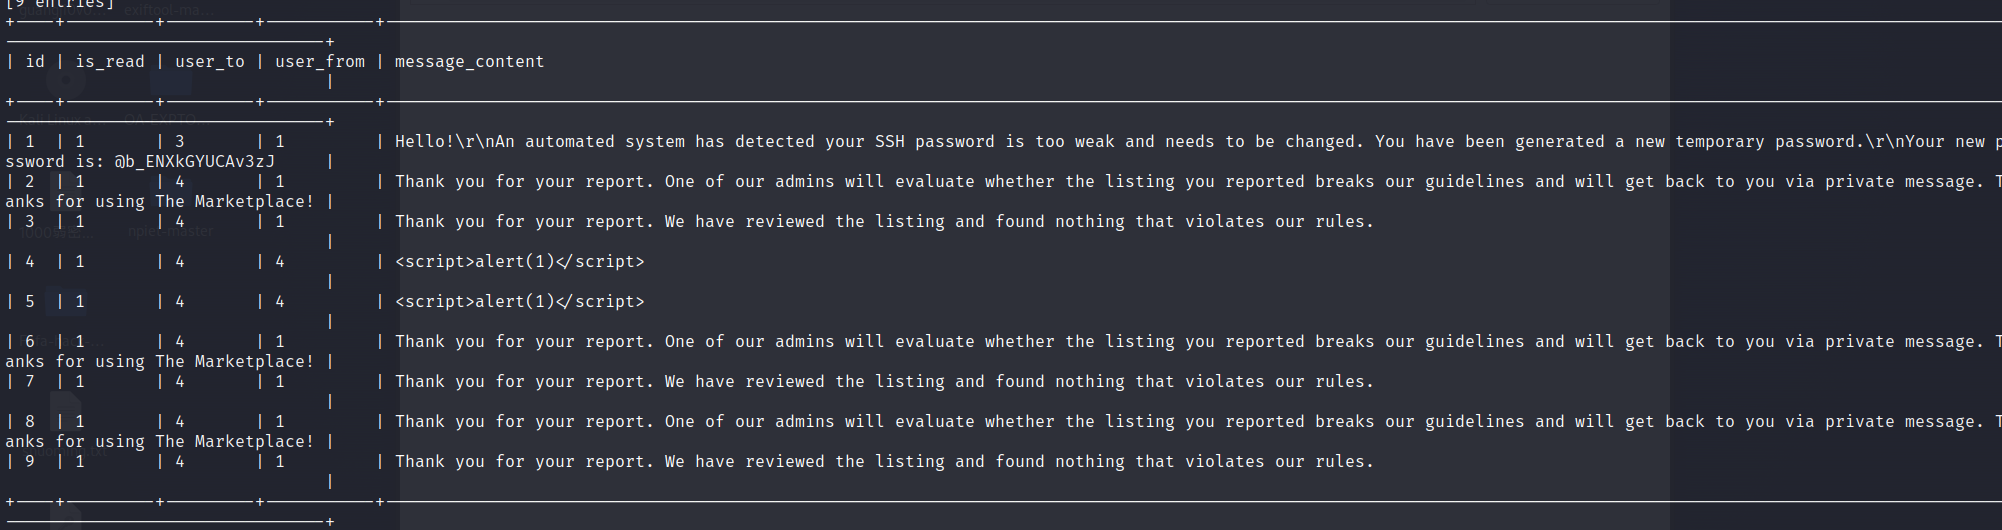 [9 entries]
| id | is_read | user_to | user_from | message_content
|
| 1 | 1 | 3 | 1 | Hello!\r\nAn automated system has detected your SSH password is too weak and needs to be changed. You have been generated a new temporary password.\r\nYour new p
ssword is: @b_ENXkGYUCAv3zJ |
| 2 | 1 | 4 | 1 | Thank you for your report. One of our admins will evaluate whether the listing you reported breaks our guidelines and will get back to you via private message. T
anks for using The Marketplace! |
| 3 | 1 | 4 | 1 | Thank you for your report. We have reviewed the listing and found nothing that violates our rules.
|
| 4 | 1 | 4 | 4 | <script>alert(1)</script>
|
| 5 | 1 | 4 | 4 | <script>alert(1)</script>
|
| 6 | 1 | 4 | 1 | Thank you for your report. One of our admins will evaluate whether the listing you reported breaks our guidelines and will get back to you via private message. T
anks for using The Marketplace! |
| 7 | 1 | 4 | 1 | Thank you for your report. We have reviewed the listing and found nothing that violates our rules.
|
| 8 | 1 | 4 | 1 | Thank you for your report. One of our admins will evaluate whether the listing you reported breaks our guidelines and will get back to you via private message. T
anks for using The Marketplace! |
| 9 | 1 | 4 | 1 | Thank you for your report. We have reviewed the listing and found nothing that violates our rules.
|